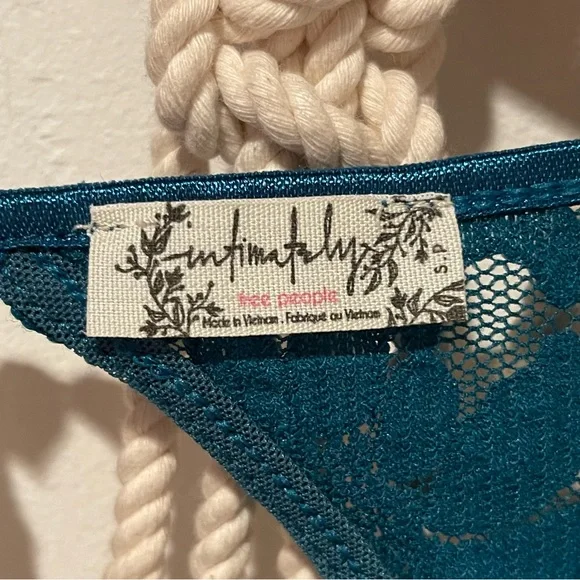 intimately
free people
Made in Vietnam . Fabriqué au Vietnam
S.P